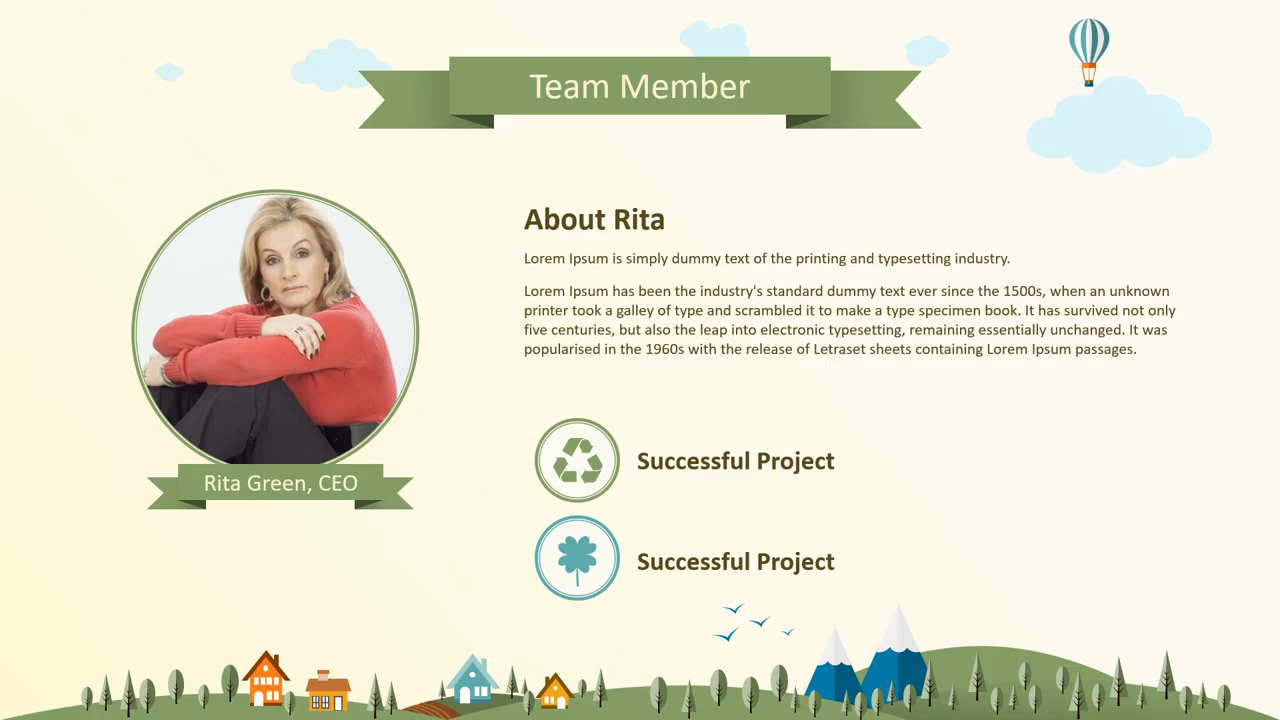 Team Member
About Rita
Lorem Ipsum is simply dummy text of the printing and typesetting industry.
Lorem Ipsum has been the industry's standard dummy text ever since the 1500s, when an unknown
printer took a galley of type and scrambled it to make a type specimen book. It has survived not only
five centuries, but also the leap into electronic typesetting, remaining essentially unchanged. It was
popularised in the 1960s with the release of Letraset sheets containing Lorem Ipsum passages.
Rita Green, CEO
Successful Project
Successful Project